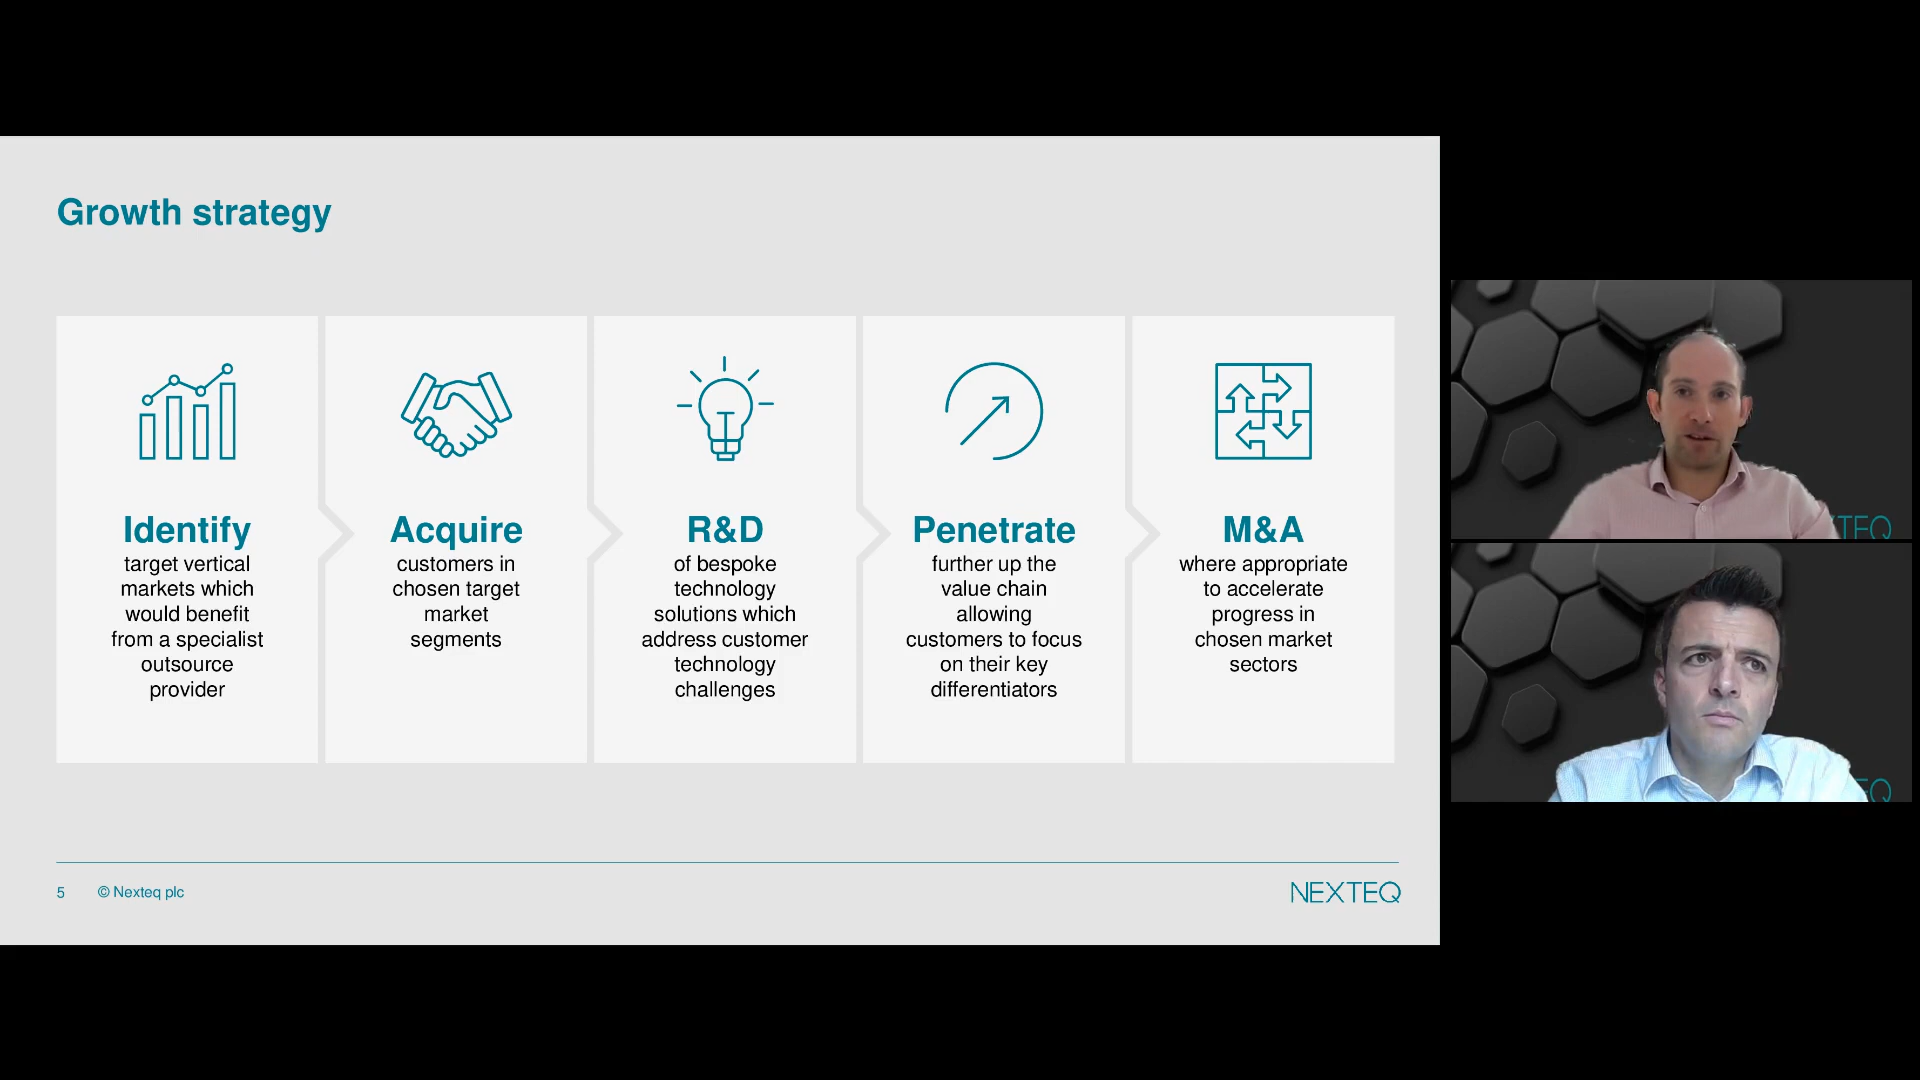 Growth strategy
Identify
target vertical
markets which
would benefit
from a specialist
outsource
provider
Acquire
customers in
chosen target
market
segments
R&D
of bespoke
technology
solutions which
address customer
technology
challenges
Penetrate
further up the
value chain
allowing
customers to focus
on their key
differentiators
M&A
where appropriate
to accelerate
progress in
chosen market
sectors
5 © Nexteq plc
NEXTEQ
TEQ
EQ